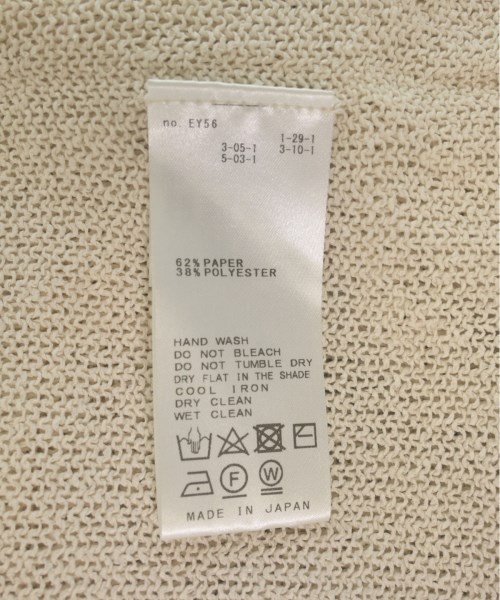 no. EY56
1-29-1
3-05-1 3-10-1
5-03-1
62% PAPER
38% POLYESTER
HAND WASH
DO NOT BLEACH
DO NOT TUMBLE DRY
DRY FLAT IN THE SHADE
COOL IRON
DRY CLEAN
WET CLEAN
F W
MADE IN JAPAN